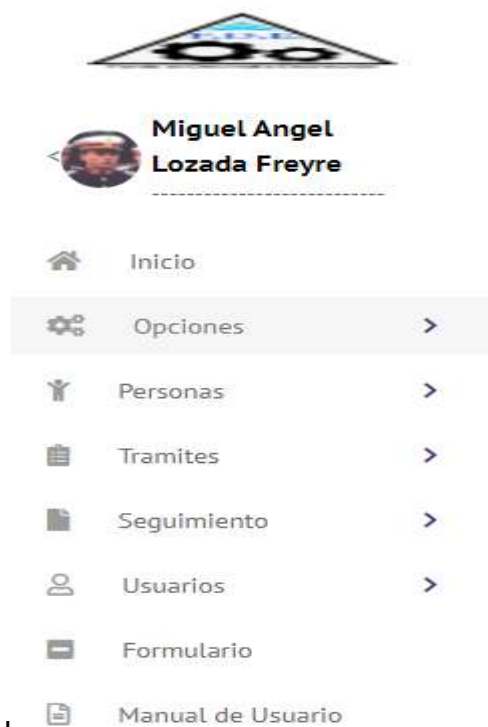 Miguel Angel
Lozada Freyre
Inicio
Opciones
Personas
Tramites
Seguimiento
Usuarios
Formulario
Manual de Usuario